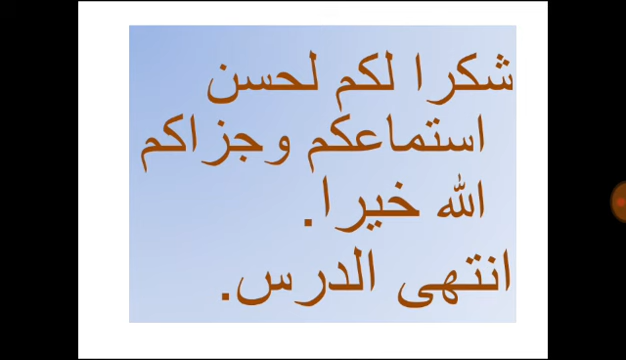 شكرا لكم لحسن
استماعكم وجزاكم
الله خيرا.
انتهى الدرس.